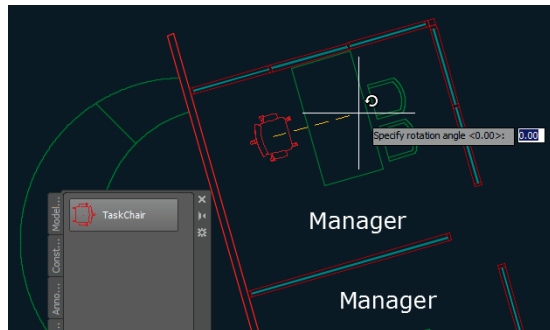 Specify rotation angle <0.00>: 0.00
Model...
TaskChair
Manager
Const...
Anno...
Manager